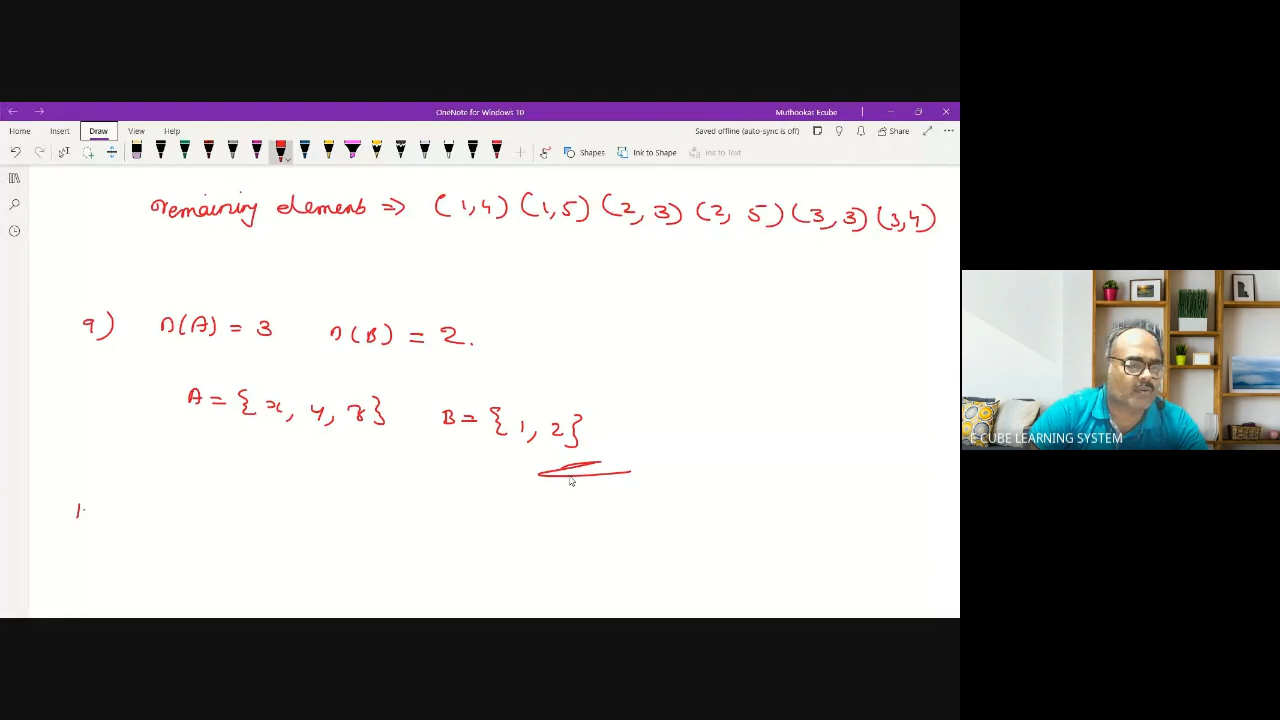 OneNote for Windows 10
Muthookas Ecube
Home Insert Draw View Help
Saved offline (auto-sync is off) Share
Shapes Ink to Shape Ink to Text
remaining element ⇒ (1,4) (1,5) (2, 3) (2, 5) (3, 3) (3,4)
9) n(A) = 3 n(B) = 2.
A = {x, y, z} B = {1, 2}
1
E CUBE LEARNING SYSTEM